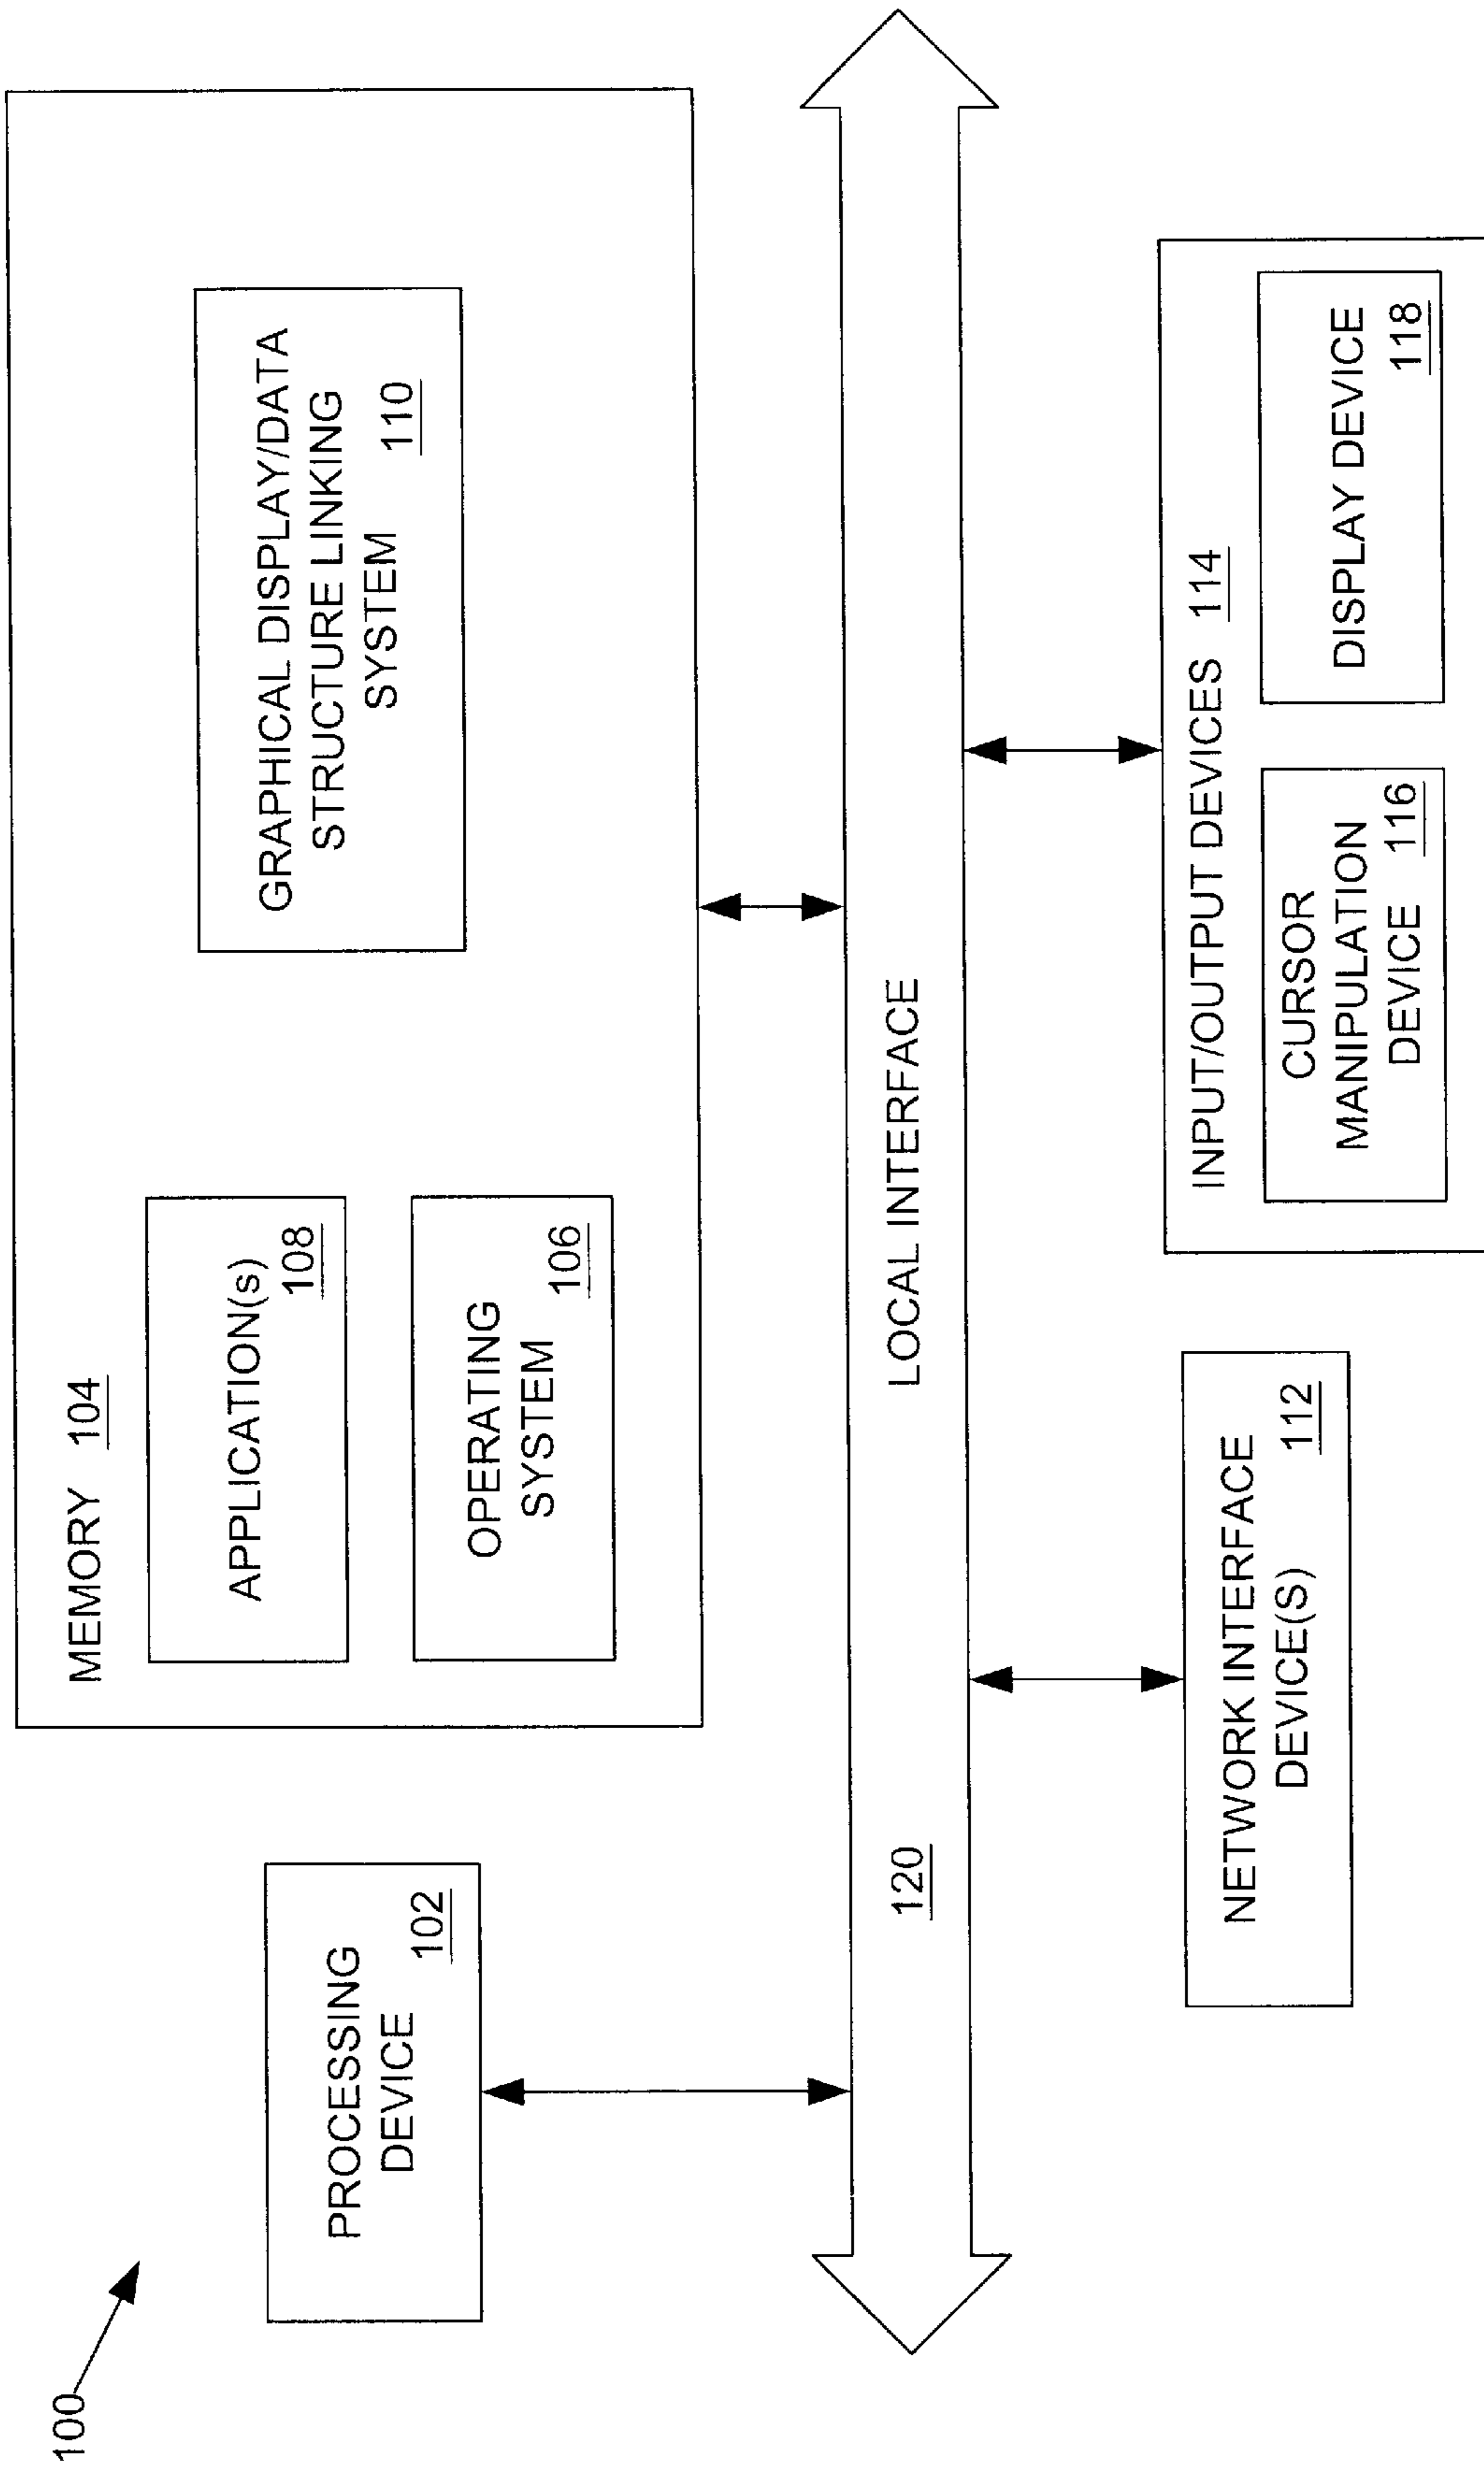 100
PROCESSING
DEVICE
102
MEMORY 104
APPLICATION(s)
108
OPERATING
SYSTEM
106
GRAPHICAL DISPLAY/DATA
STRUCTURE LINKING
SYSTEM 110
120
LOCAL INTERFACE
NETWORK INTERFACE
DEVICE(S) 112
INPUT/OUTPUT DEVICES 114
CURSOR
MANIPULATION
DEVICE 116
DISPLAY DEVICE
118